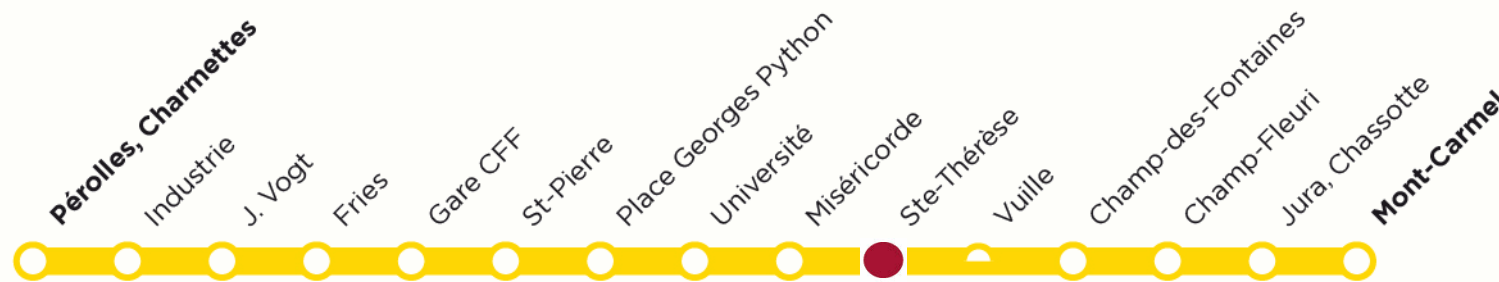 Pérolles, Charmettes
Industrie
J. Vogt
Fries
Gare CFF
St-Pierre
Place Georges Python
Université
Miséricorde
Ste-Thérèse
Vuille
Champ-des-Fontaines
Champ-Fleuri
Jura, Chassotte
Mont-Carmel